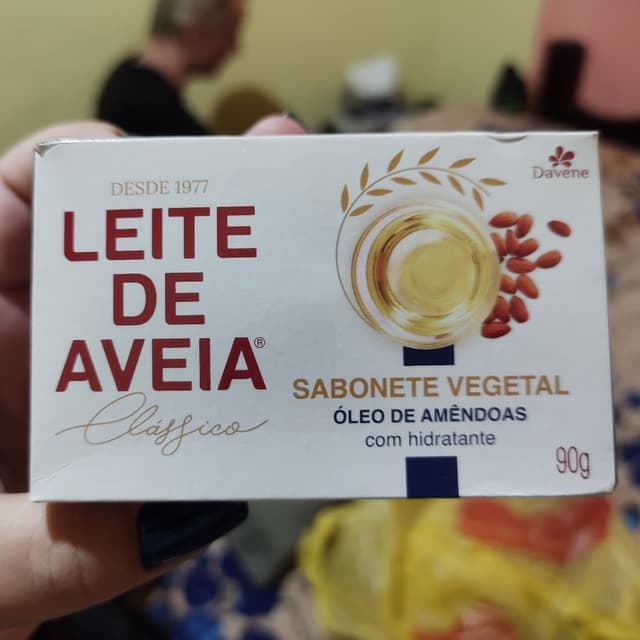 DESDE 1977
LEITE
DE
AVEIA®
Clássico
Davene
SABONETE VEGETAL
ÓLEO DE AMÊNDOAS
com hidratante
90g